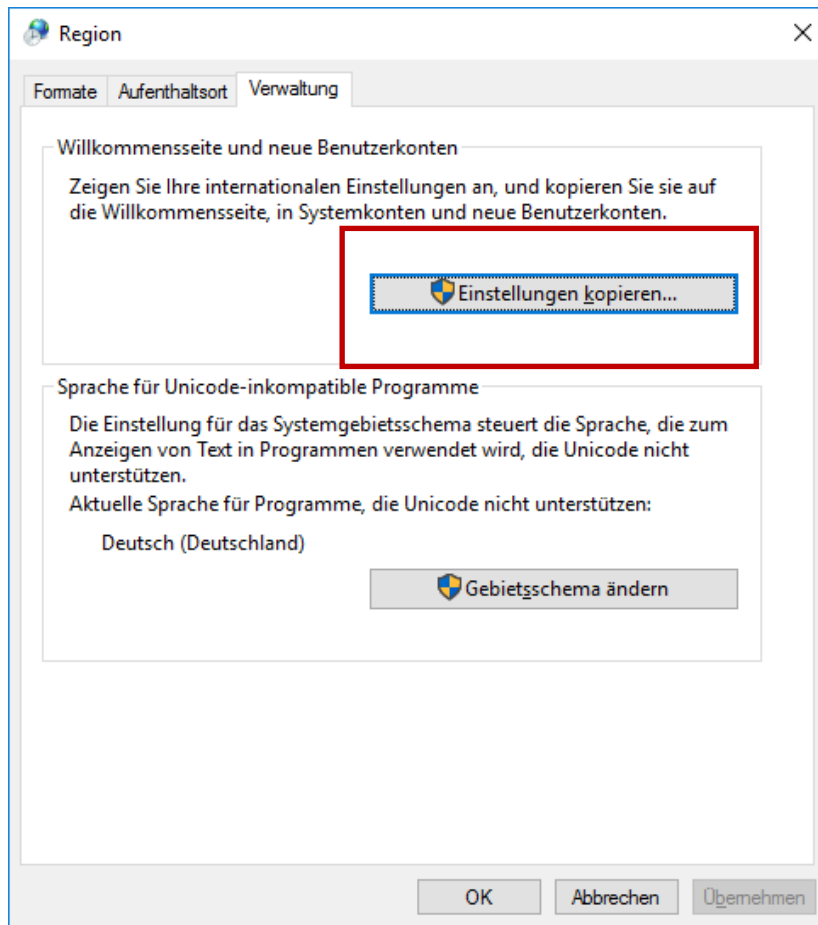 Region
Formate Aufenthaltsort Verwaltung
Willkommensseite und neue Benutzerkonten
Zeigen Sie Ihre internationalen Einstellungen an, und kopieren Sie sie auf
die Willkommensseite, in Systemkonten und neue Benutzerkonten.
Einstellungen kopieren...
Sprache für Unicode-inkompatible Programme
Die Einstellung für das Systemgebietsschema steuert die Sprache, die zum
Anzeigen von Text in Programmen verwendet wird, die Unicode nicht
unterstützen.
Aktuelle Sprache für Programme, die Unicode nicht unterstützen:
Deutsch (Deutschland)
Gebietsschema ändern
OK Abbrechen Übernehmen